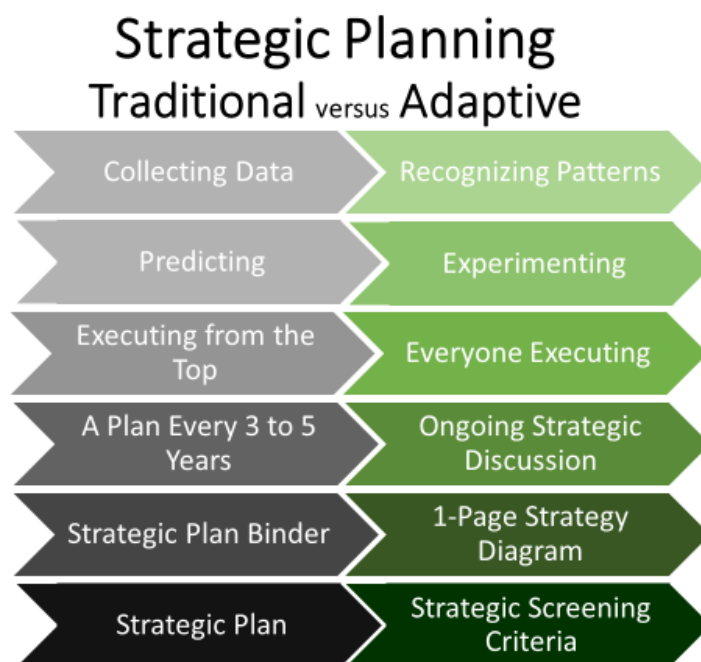 Strategic Planning
Traditional versus Adaptive
Collecting Data
Recognizing Patterns
Predicting
Experimenting
Executing from the
Top
Everyone Executing
A Plan Every 3 to 5
Years
Ongoing Strategic
Discussion
Strategic Plan Binder
1-Page Strategy
Diagram
Strategic Plan
Strategic Screening
Criteria